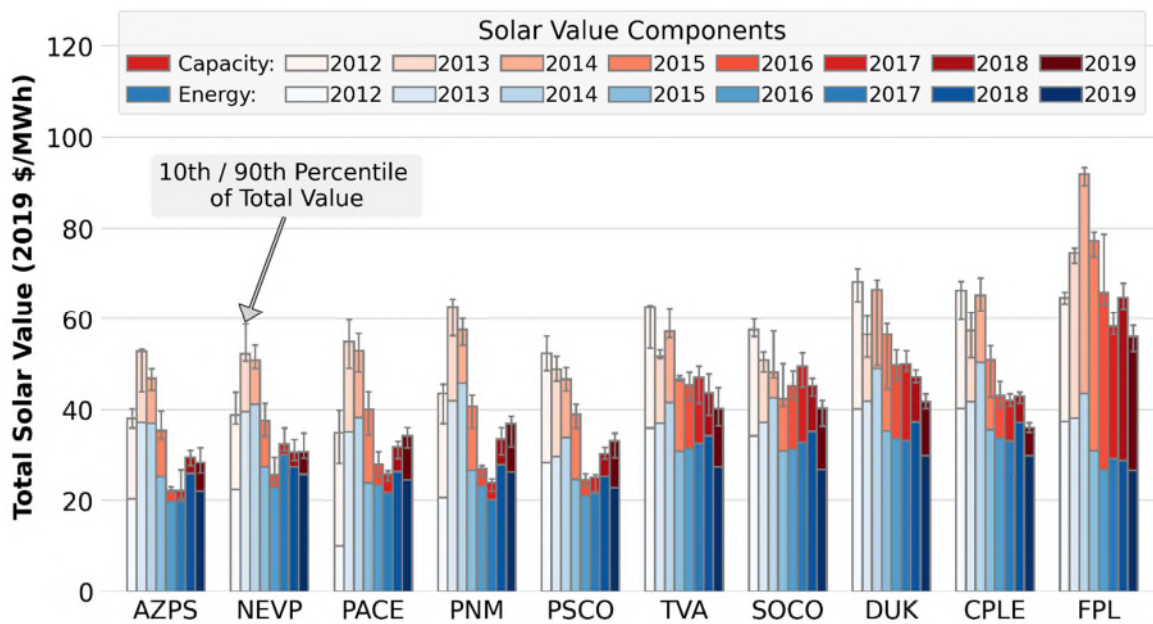 Solar Value Components
Capacity: 2012 2013 2014 2015 2016 2017 2018 2019
Energy: 2012 2013 2014 2015 2016 2017 2018 2019
Total Solar Value (2019 $/MWh)
120
100
80
60
40
20
0
10th / 90th Percentile
of Total Value
AZPS NEVP PACE PNM PSCO TVA SOCO DUK CPLE FPL